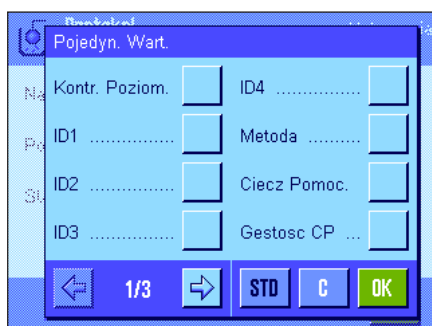 Pojedyn. Wart.
Kontr. Poziom.
ID1 ................
ID2 ................
ID3 ................
ID4 ................
Metoda ..........
Ciecz Pomoc.
Gestosc CP ...
1/3
STD
C
OK